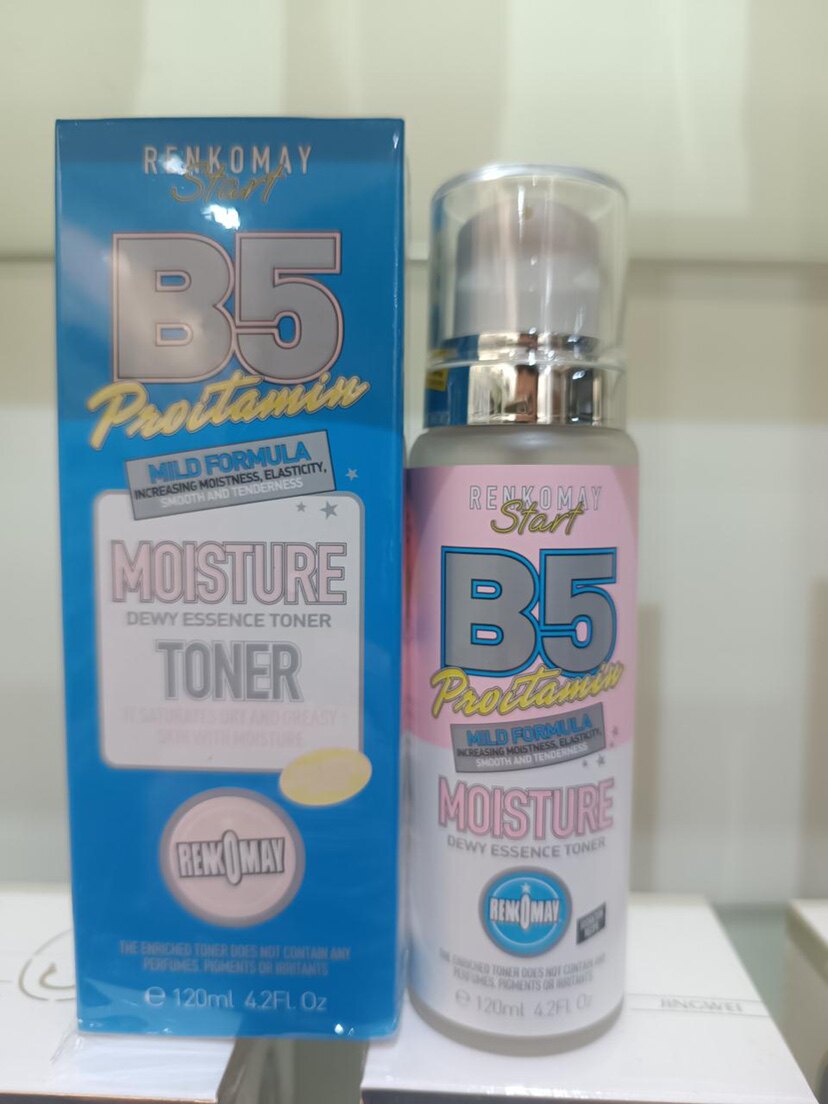 RENKOMAY
Start
B5
Proitamin
MILD FORMULA
INCREASING MOISTNESS, ELASTICITY,
SMOOTH AND TENDERNESS
MOISTURE
DEWY ESSENCE TONER
TONER
IT SATURATES DRY AND GREASY
SKIN WITH MOISTURE
RENKOMAY
THE ENRICHED TONER DOES NOT CONTAIN ANY
PERFUMES, PIGMENTS OR IRRITANTS
℮ 120ml 4.2Fl. Oz
RENKOMAY
Start
B5
Proitamin
MILD FORMULA
INCREASING MOISTNESS, ELASTICITY,
SMOOTH AND TENDERNESS
MOISTURE
DEWY ESSENCE TONER
RENKOMAY
THE ENRICHED TONER DOES NOT CONTAIN ANY
PERFUMES, PIGMENTS OR IRRITANTS
℮ 120ml 4.2Fl. Oz
JINGWEI